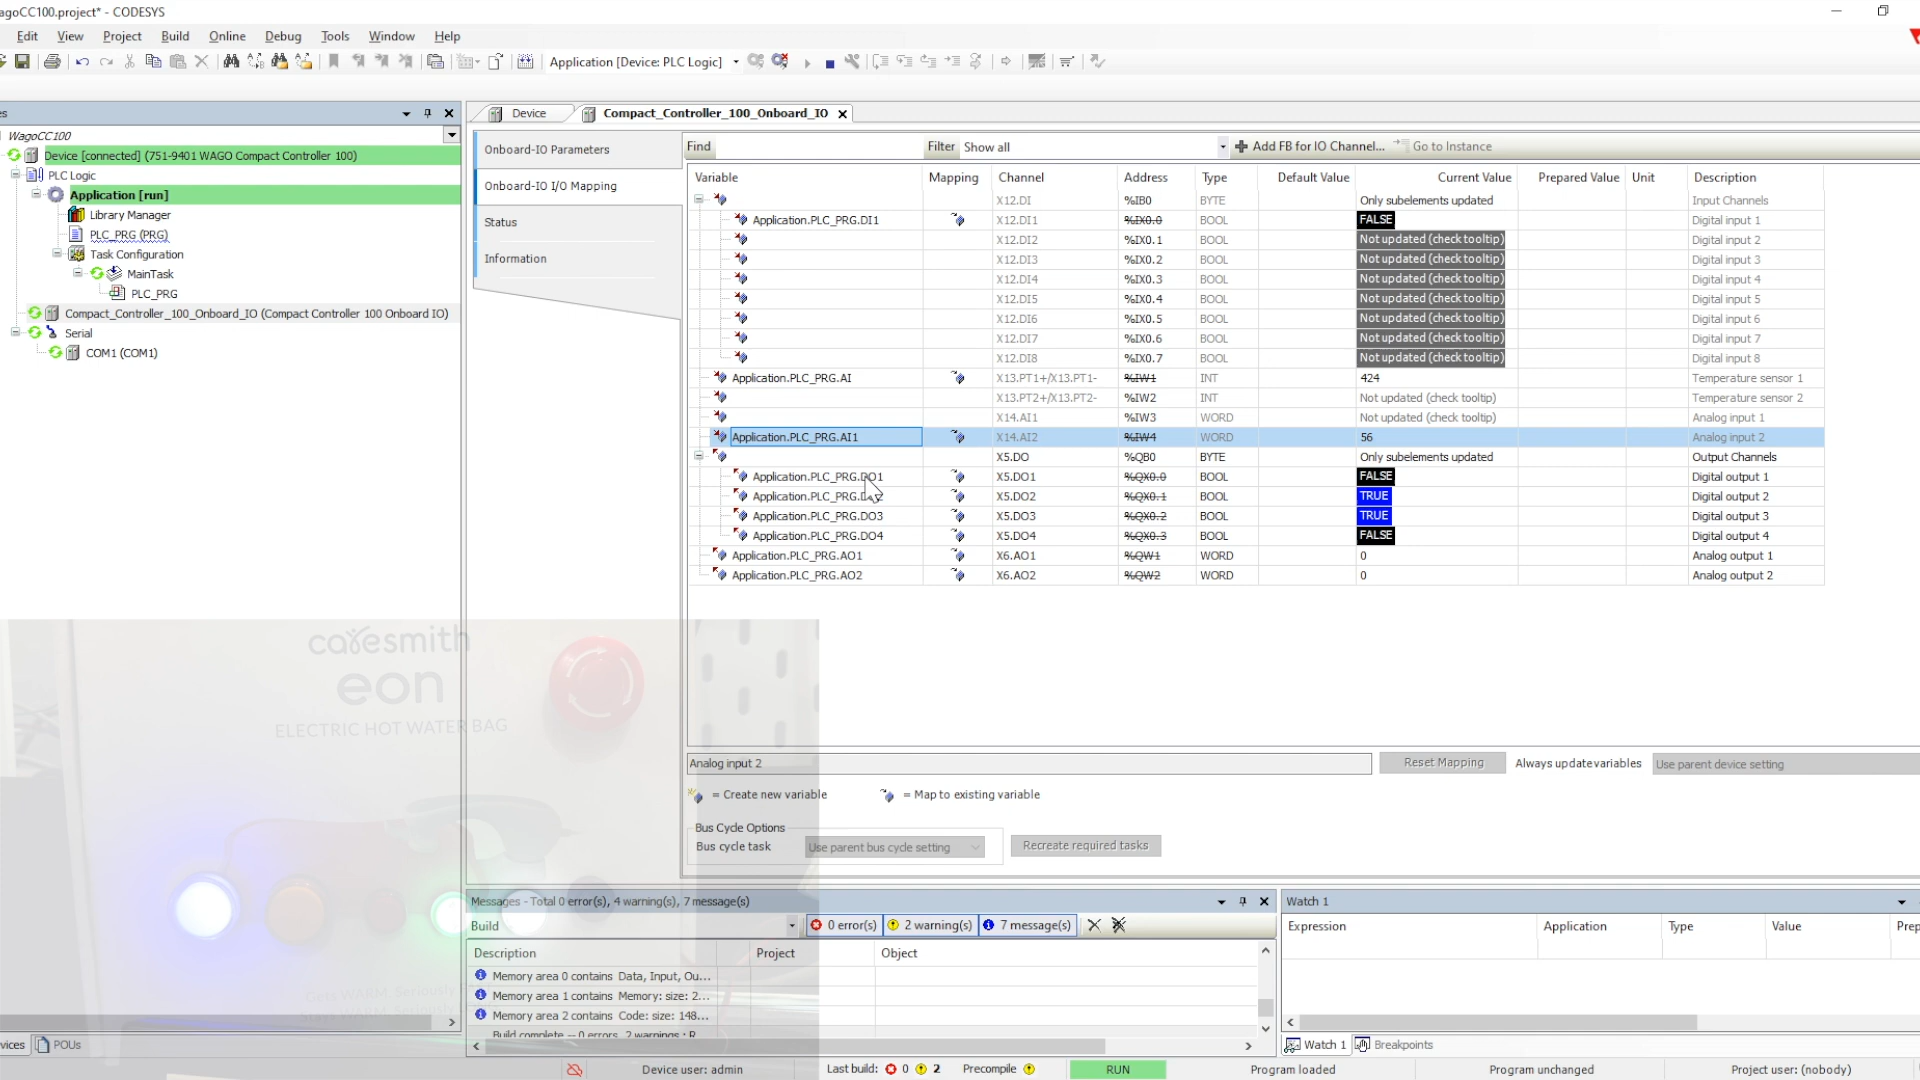 agoCC100.project* - CODESYS
Edit View Project Build Online Debug Tools Window Help
Application [Device: PLC Logic]
es
WagoCC100
Device [connected] (751-9401 WAGO Compact Controller 100)
PLC Logic
Application [run]
Library Manager
PLC_PRG (PRG)
Task Configuration
MainTask
PLC_PRG
Compact_Controller_100_Onboard_IO (Compact Controller 100 Onboard IO)
Serial
COM1 (COM1)
Device Compact_Controller_100_Onboard_IO
Onboard-IO Parameters
Onboard-IO I/O Mapping
Status
Information
Find Filter Show all Add FB for IO Channel... Go to Instance
Variable Mapping Channel Address Type Default Value Current Value Prepared Value Unit Description
X12.DI %IB0 BYTE Only subelements updated Input Channels
Application.PLC_PRG.DI1 X12.DI1 %IX0.0 BOOL FALSE Digital input 1
X12.DI2 %IX0.1 BOOL Not updated (check tooltip) Digital input 2
X12.DI3 %IX0.2 BOOL Not updated (check tooltip) Digital input 3
X12.DI4 %IX0.3 BOOL Not updated (check tooltip) Digital input 4
X12.DI5 %IX0.4 BOOL Not updated (check tooltip) Digital input 5
X12.DI6 %IX0.5 BOOL Not updated (check tooltip) Digital input 6
X12.DI7 %IX0.6 BOOL Not updated (check tooltip) Digital input 7
X12.DI8 %IX0.7 BOOL Not updated (check tooltip) Digital input 8
Application.PLC_PRG.AI X13.PT1+/X13.PT1- %IW1 INT 424 Temperature sensor 1
X13.PT2+/X13.PT2- %IW2 INT Not updated (check tooltip) Temperature sensor 2
X14.AI1 %IW3 WORD Not updated (check tooltip) Analog input 1
Application.PLC_PRG.AI1 X14.AI2 %IW4 WORD 56 Analog input 2
X5.DO %QB0 BYTE Only subelements updated Output Channels
Application.PLC_PRG.DO1 X5.DO1 %QX0.0 BOOL FALSE Digital output 1
Application.PLC_PRG.DO2 X5.DO2 %QX0.1 BOOL TRUE Digital output 2
Application.PLC_PRG.DO3 X5.DO3 %QX0.2 BOOL TRUE Digital output 3
Application.PLC_PRG.DO4 X5.DO4 %QX0.3 BOOL FALSE Digital output 4
Application.PLC_PRG.AO1 X6.AO1 %QW1 WORD 0 Analog output 1
Application.PLC_PRG.AO2 X6.AO2 %QW2 WORD 0 Analog output 2
caresmith
eon
ELECTRIC HOT WATER BAG
Analog input 2 Reset Mapping Always update variables Use parent device setting
= Create new variable = Map to existing variable
Bus Cycle Options
Bus cycle task Use parent bus cycle setting Recreate required tasks
Messages - Total 0 error(s), 4 warning(s), 7 message(s)
Build 0 error(s) 2 warning(s) 7 message(s)
Description Project Object
Memory area 0 contains Data, Input, Ou...
Memory area 1 contains Memory: size: 2...
Memory area 2 contains Code: size: 148...
Build complete -- 0 errors, 2 warnings : R
Watch 1
Expression Application Type Value Prep
Watch 1 Breakpoints
vices POUs
Device user: admin Last build: 0 2 Precompile RUN Program loaded Program unchanged Project user: (nobody)